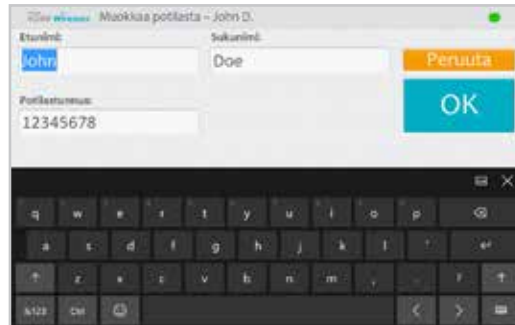 Muokkaa potilasta – John D.
Etunimi: Sukunimi:
John Doe Peruuta
OK
Potilastunnus:
12345678
q w e r t y u i o p
a s d f g h j k l '
z x c v b n m , . ?
&123 Ctrl